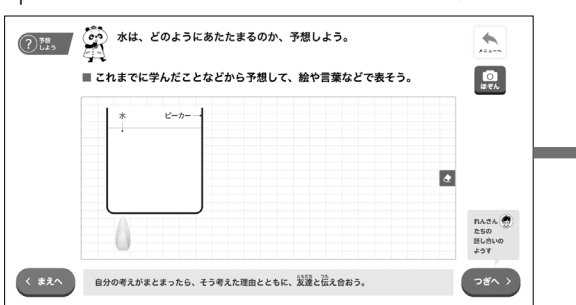 ? 予想しよう
水は、どのようにあたたまるのか、予想しよう。
メニューへ
■ これまでに学んだことなどから予想して、絵や言葉などで表そう。
ほぞん
水
ビーカー
れんさん
たちの
話し合いの
ようす
< まえへ
自分の考えがまとまったら、そう考えた理由とともに、友達と伝え合おう。
つぎへ >